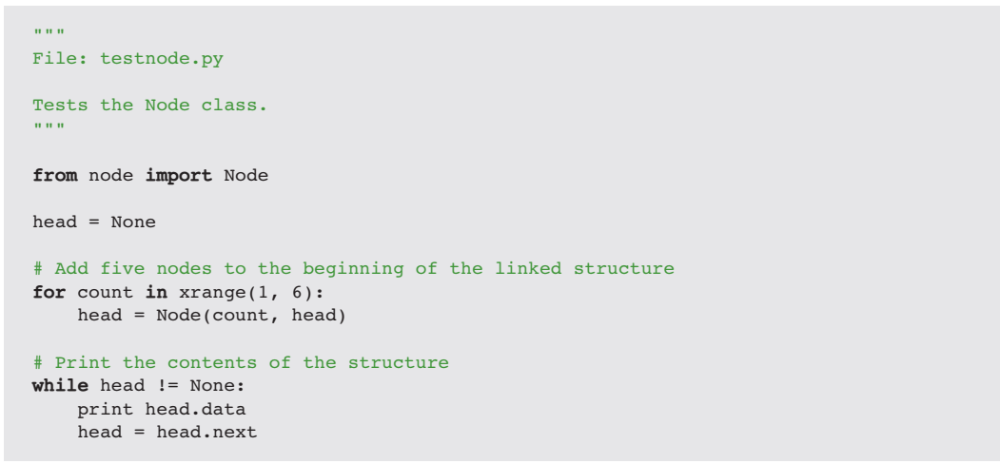 """
File: testnode.py
Tests the Node class.
"""
from node import Node
head = None
# Add five nodes to the beginning of the linked structure
for count in xrange(1, 6):
    head = Node(count, head)
# Print the contents of the structure
while head != None:
    print head.data
    head = head.next